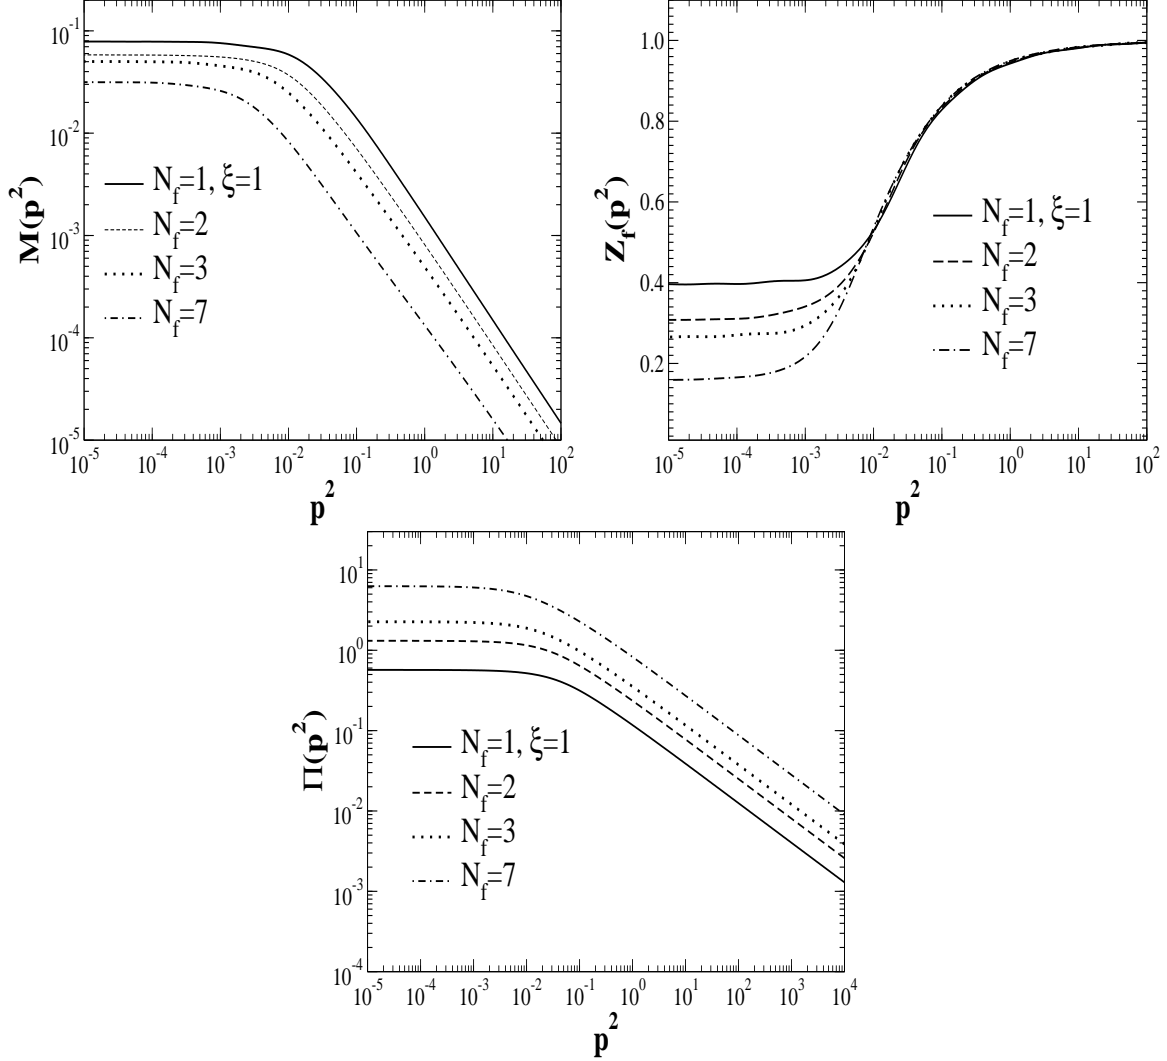 10^-1
10^-2
10^-3
10^-4
10^-5
M(p^2)
N_f=1, ξ=1
N_f=2
N_f=3
N_f=7
10^-5 10^-4 10^-3 10^-2 10^-1 10^0 10^1 10^2
p^2
1.0
0.8
0.6
0.4
0.2
Z_f(p^2)
N_f=1, ξ=1
N_f=2
N_f=3
N_f=7
10^-5 10^-4 10^-3 10^-2 10^-1 10^0 10^1 10^2
p^2
10^1
10^0
10^-1
10^-2
10^-3
10^-4
Π(p^2)
N_f=1, ξ=1
N_f=2
N_f=3
N_f=7
10^-5 10^-4 10^-3 10^-2 10^-1 10^0 10^1 10^2 10^3 10^4
p^2